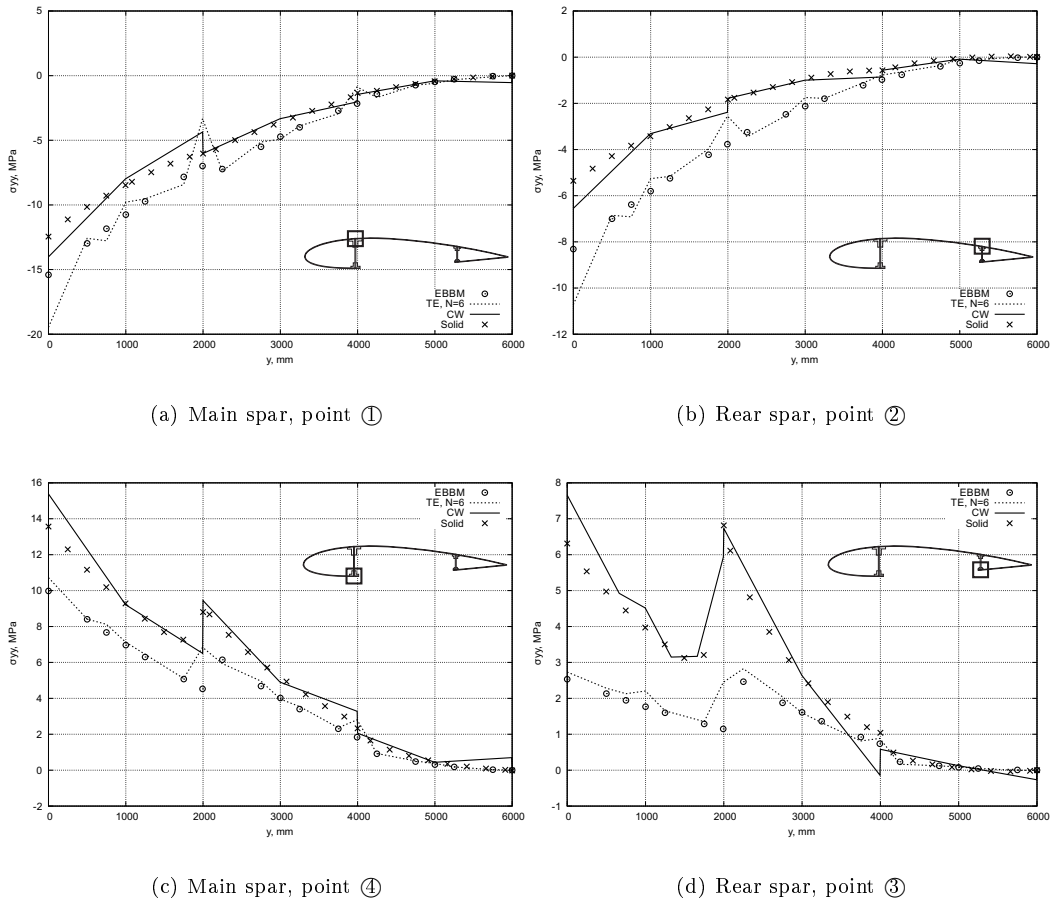 5
0
-5
-10
-15
-20
σyy, MPa
0 1000 2000 3000 4000 5000 6000
y, mm
EBBM
TE, N=6
CW
Solid
(a) Main spar, point ①
2
0
-2
-4
-6
-8
-10
-12
σyy, MPa
0 1000 2000 3000 4000 5000 6000
y, mm
EBBM
TE, N=6
CW
Solid
(b) Rear spar, point ②
16
14
12
10
8
6
4
2
0
-2
σyy, MPa
0 1000 2000 3000 4000 5000 6000
y, mm
EBBM
TE, N=6
CW
Solid
(c) Main spar, point ④
8
7
6
5
4
3
2
1
0
-1
σyy, MPa
0 1000 2000 3000 4000 5000 6000
y, mm
EBBM
TE, N=6
CW
Solid
(d) Rear spar, point ③